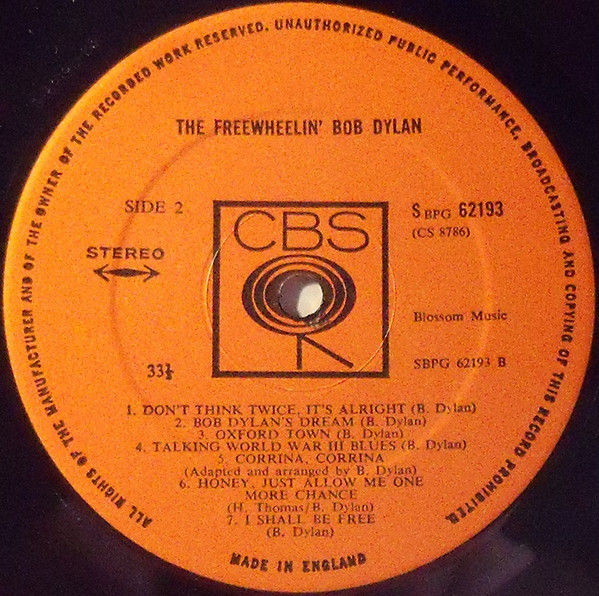 ALL RIGHTS OF THE MANUFACTURER AND OF THE OWNER OF THE RECORDED WORK RESERVED. UNAUTHORIZED PUBLIC PERFORMANCE, BROADCASTING AND COPYING OF THIS RECORD PROHIBITED.
THE FREEWHEELIN' BOB DYLAN
SIDE 2
STEREO
33⅓
CBS
S BPG 62193
(CS 8786)
Blossom Music
SBPG 62193 B
1. DON'T THINK TWICE, IT'S ALRIGHT (B. Dylan)
2. BOB DYLAN'S DREAM (B. Dylan)
3. OXFORD TOWN (B. Dylan)
4. TALKING WORLD WAR III BLUES (B. Dylan)
5. CORRINA, CORRINA
(Adapted and arranged by B. Dylan)
6. HONEY, JUST ALLOW ME ONE
MORE CHANCE
(H. Thomas/B. Dylan)
7. I SHALL BE FREE
(B. Dylan)
MADE IN ENGLAND